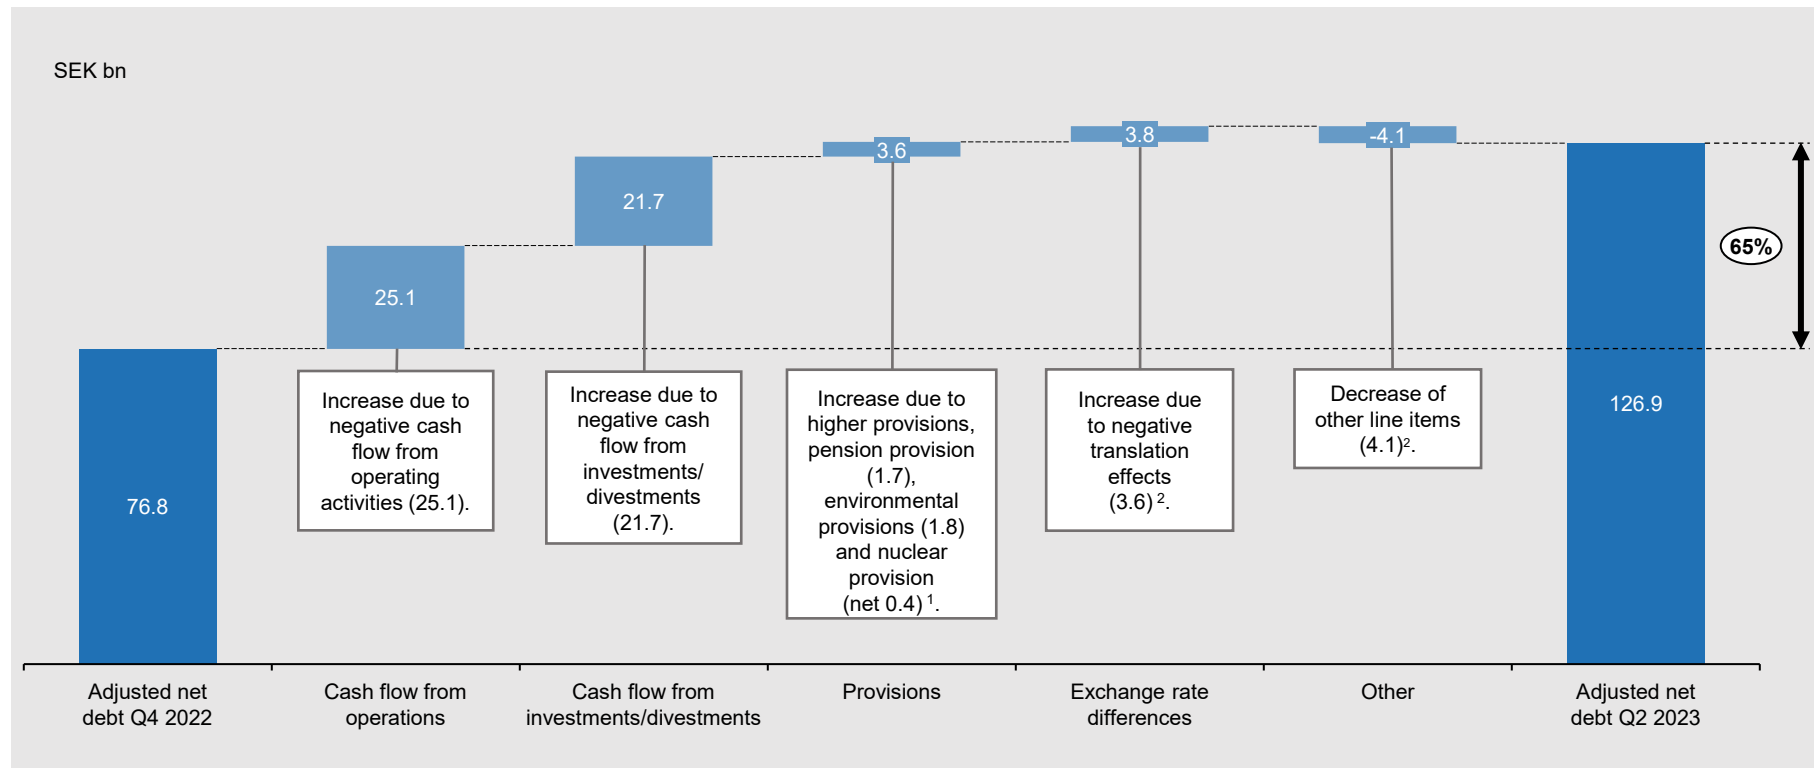 SEK bn
76.8
25.1
21.7
3.6
3.8
-4.1
126.9
65%
Increase due to
negative cash
flow from
operating
activities (25.1).
Increase due to
negative cash
flow from
investments/
divestments
(21.7).
Increase due to
higher provisions,
pension provision
(1.7),
environmental
provisions (1.8)
and nuclear
provision
(net 0.4) 1.
Increase due
to negative
translation
effects
(3.6) 2.
Decrease of
other line items
(4.1)2.
Adjusted net
debt Q4 2022
Cash flow from
operations
Cash flow from
investments/divestments
Provisions
Exchange rate
differences
Other
Adjusted net
debt Q2 2023